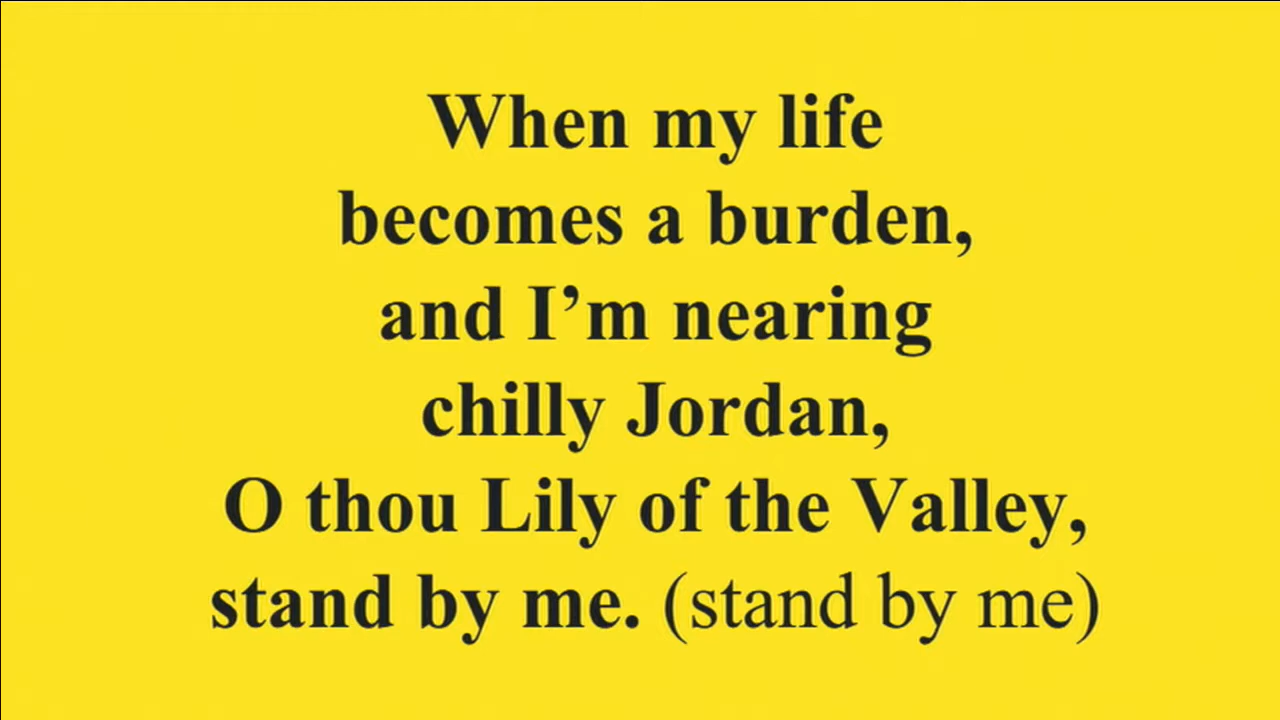 When my life
becomes a burden,
and I’m nearing
chilly Jordan,
O thou Lily of the Valley,
stand by me. (stand by me)